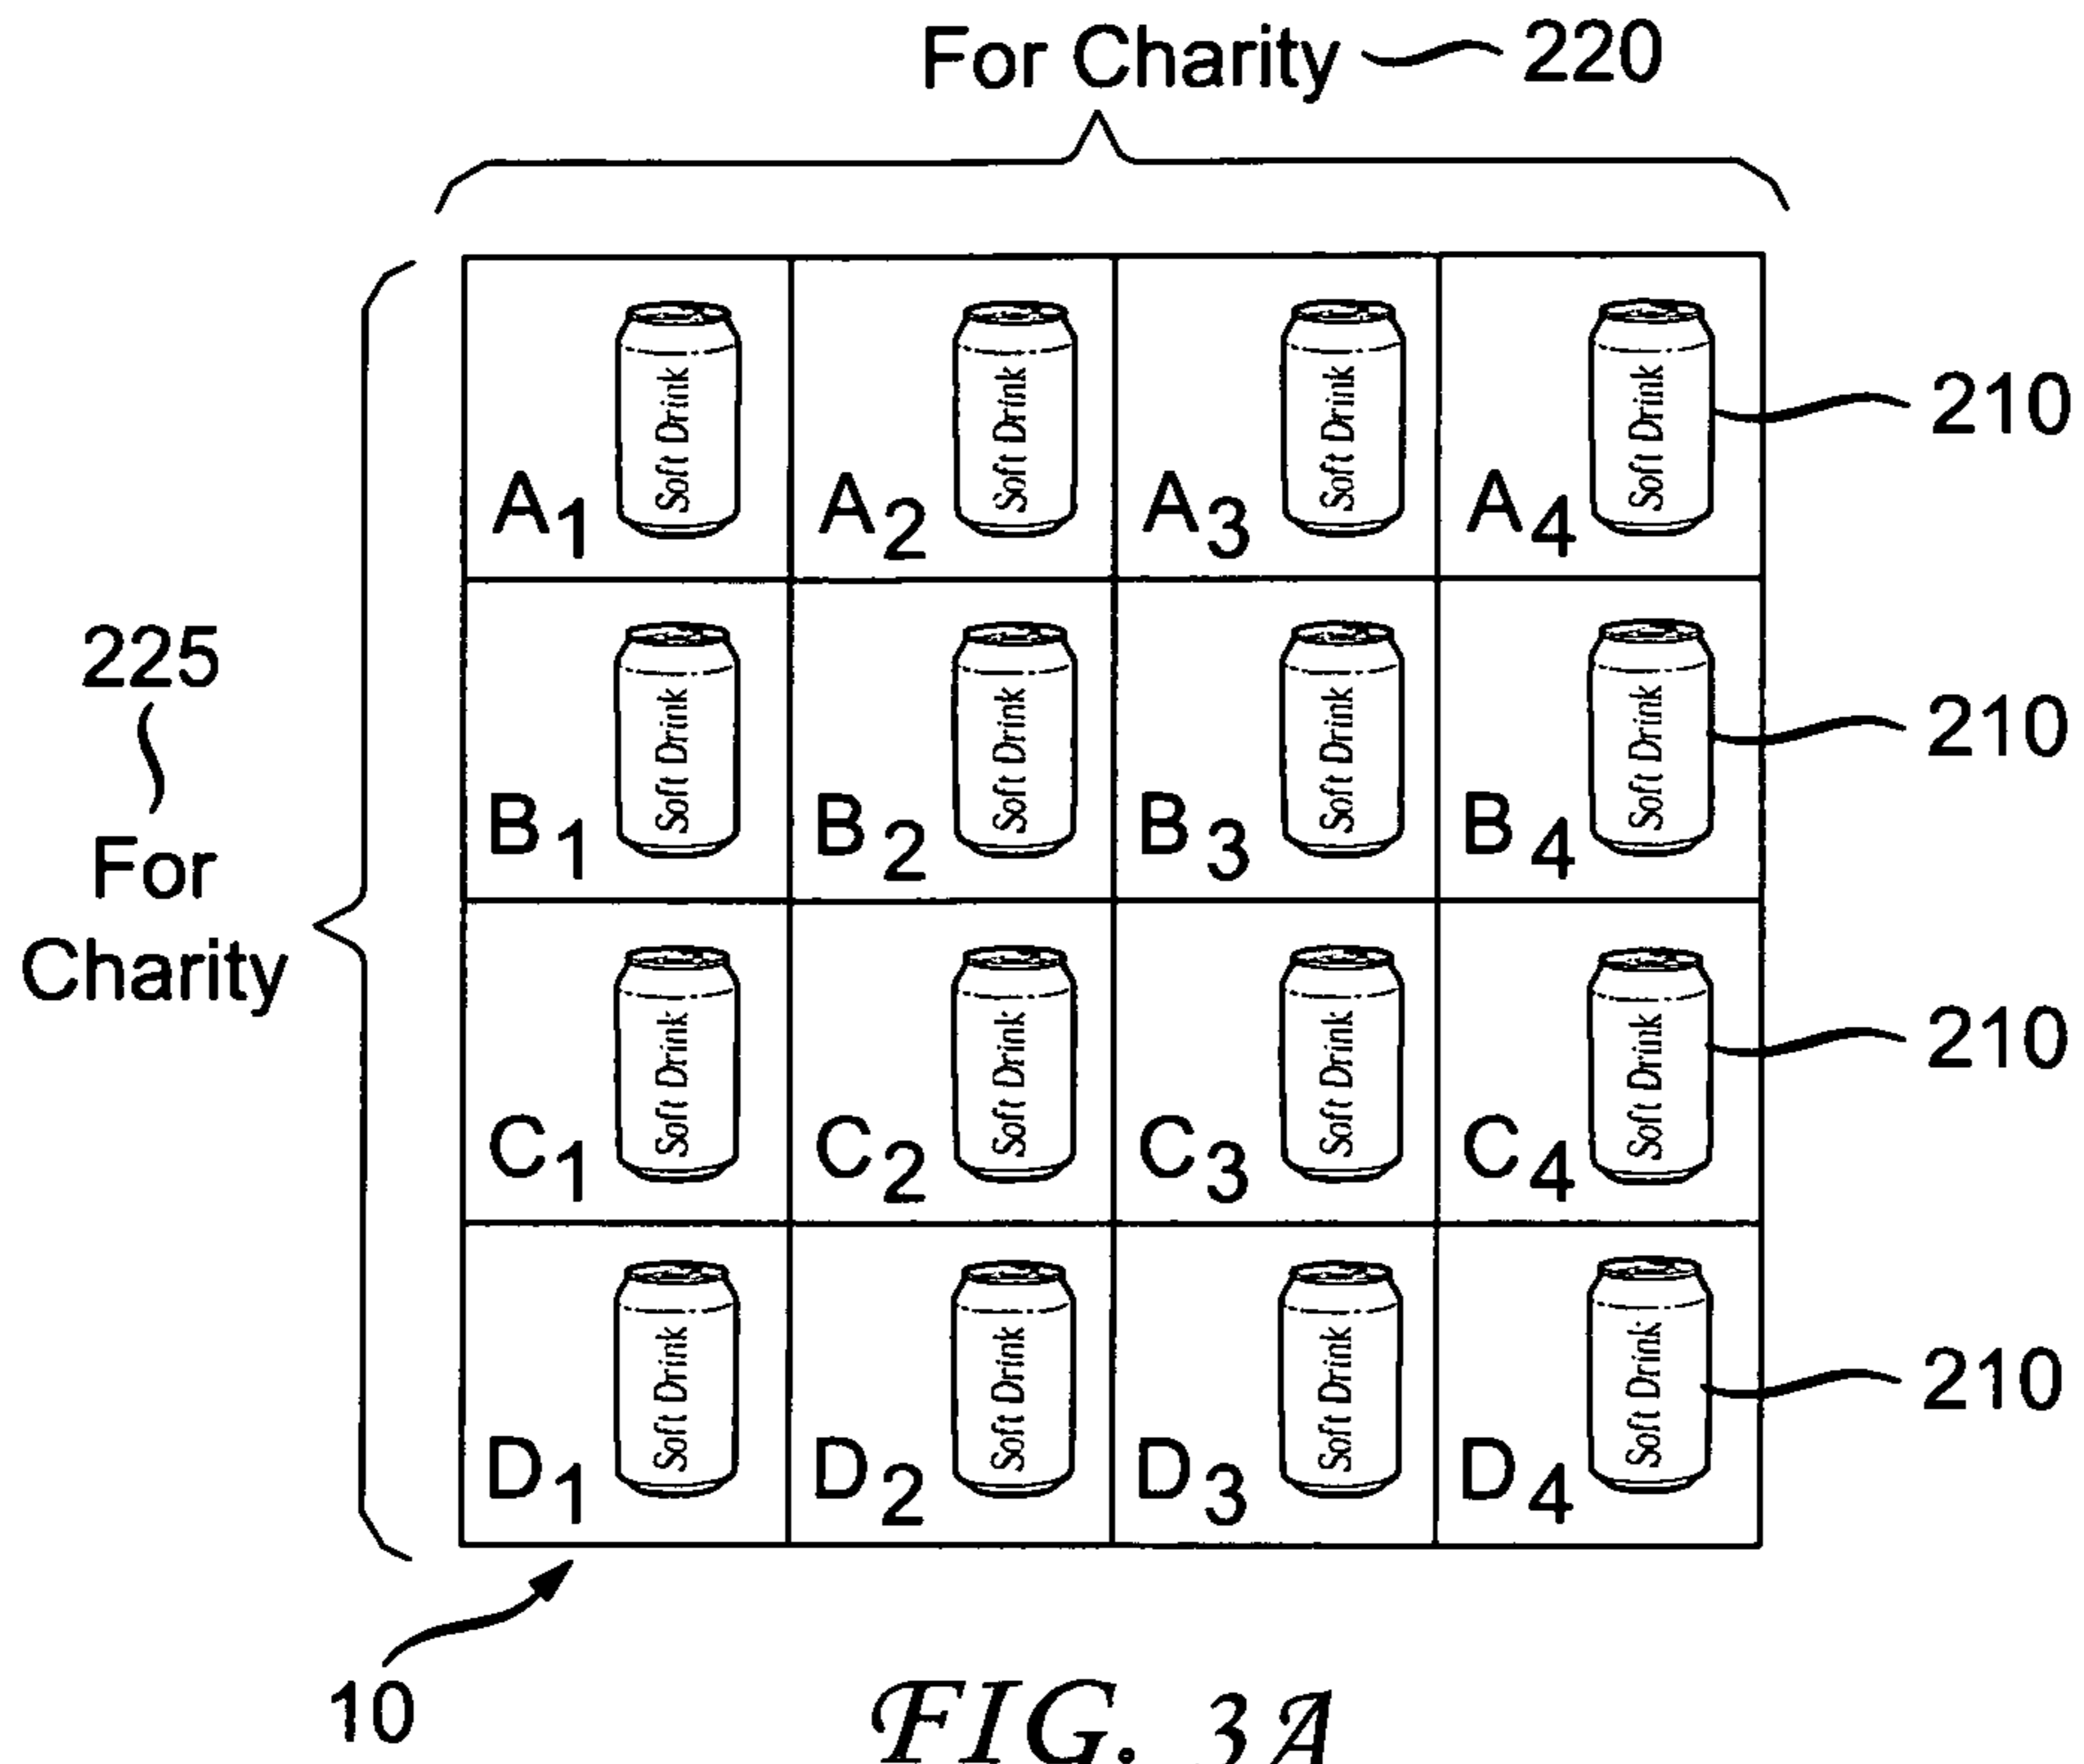 For Charity 220
Soft Drink Soft Drink Soft Drink Soft Drink 210
A1 A2 A3 A4
225
For
Charity
Soft Drink Soft Drink Soft Drink Soft Drink 210
B1 B2 B3 B4
Soft Drink Soft Drink Soft Drink Soft Drink 210
C1 C2 C3 C4
Soft Drink Soft Drink Soft Drink Soft Drink 210
D1 D2 D3 D4
10
FIG. 3A